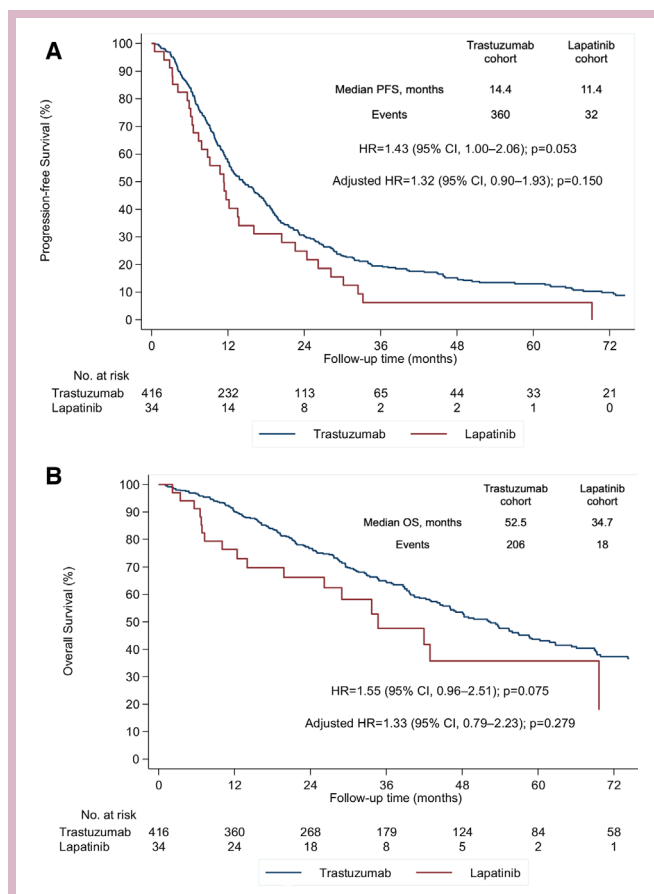 A
Trastuzumab cohort
Lapatinib cohort
Median PFS, months 14.4 11.4
Events 360 32
HR=1.43 (95% CI, 1.00–2.06); p=0.053
Adjusted HR=1.32 (95% CI, 0.90–1.93); p=0.150
Progression-free Survival (%)
100
90
80
70
60
50
40
30
20
10
0
0 12 24 36 48 60 72
Follow-up time (months)
No. at risk
Trastuzumab 416 232 113 65 44 33 21
Lapatinib 34 14 8 2 2 1 0
Trastuzumab Lapatinib
B
Trastuzumab cohort
Lapatinib cohort
Median OS, months 52.5 34.7
Events 206 18
HR=1.55 (95% CI, 0.96–2.51); p=0.075
Adjusted HR=1.33 (95% CI, 0.79–2.23); p=0.279
Overall Survival (%)
100
90
80
70
60
50
40
30
20
10
0
0 12 24 36 48 60 72
Follow-up time (months)
No. at risk
Trastuzumab 416 360 268 179 124 84 58
Lapatinib 34 24 18 8 5 2 1
Trastuzumab Lapatinib